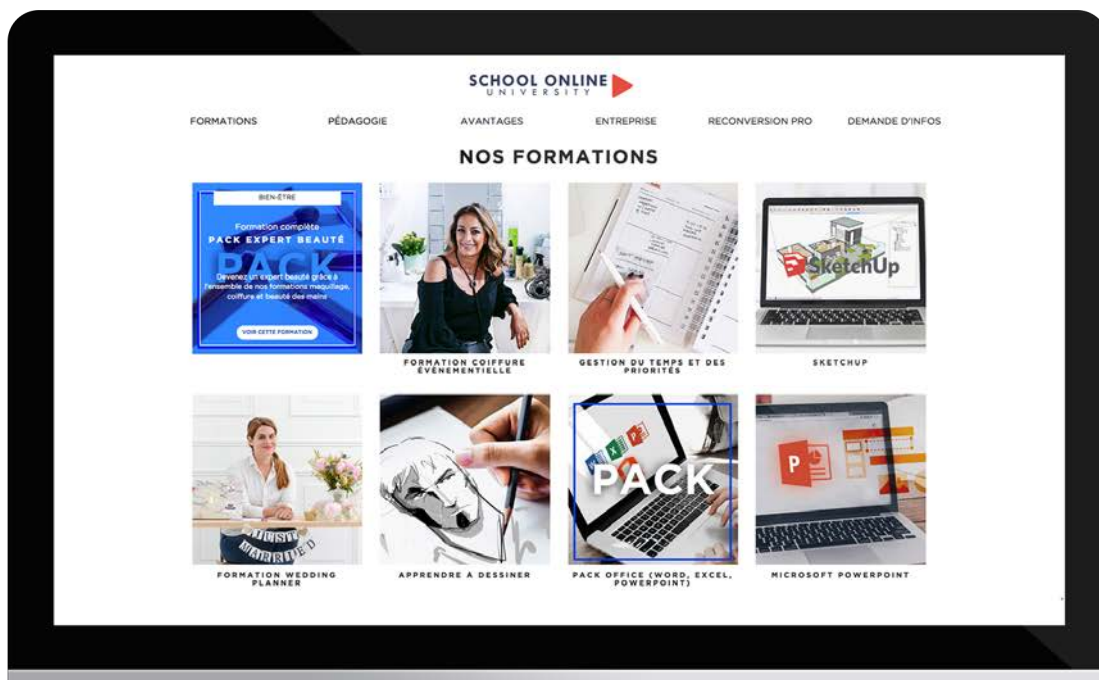 SCHOOL ONLINE
UNIVERSITY
FORMATIONS
PÉDAGOGIE
AVANTAGES
ENTREPRISE
RECONVERSION PRO
DEMANDE D'INFOS
NOS FORMATIONS
BIEN-ÊTRE
Formation complète
PACK EXPERT BEAUTÉ
PACK
Devenez un expert beauté grâce à
l'ensemble de nos formations maquillage,
coiffure et beauté des mains
VOIR CETTE FORMATION
FORMATION COIFFURE
ÉVÉNEMENTIELLE
GESTION DU TEMPS ET DES
PRIORITÉS
SketchUp
SKETCHUP
JUST
MARRIED
FORMATION WEDDING
PLANNER
APPRENDRE À DESSINER
X
P
PACK
PACK OFFICE (WORD, EXCEL,
POWERPOINT)
P
MICROSOFT POWERPOINT